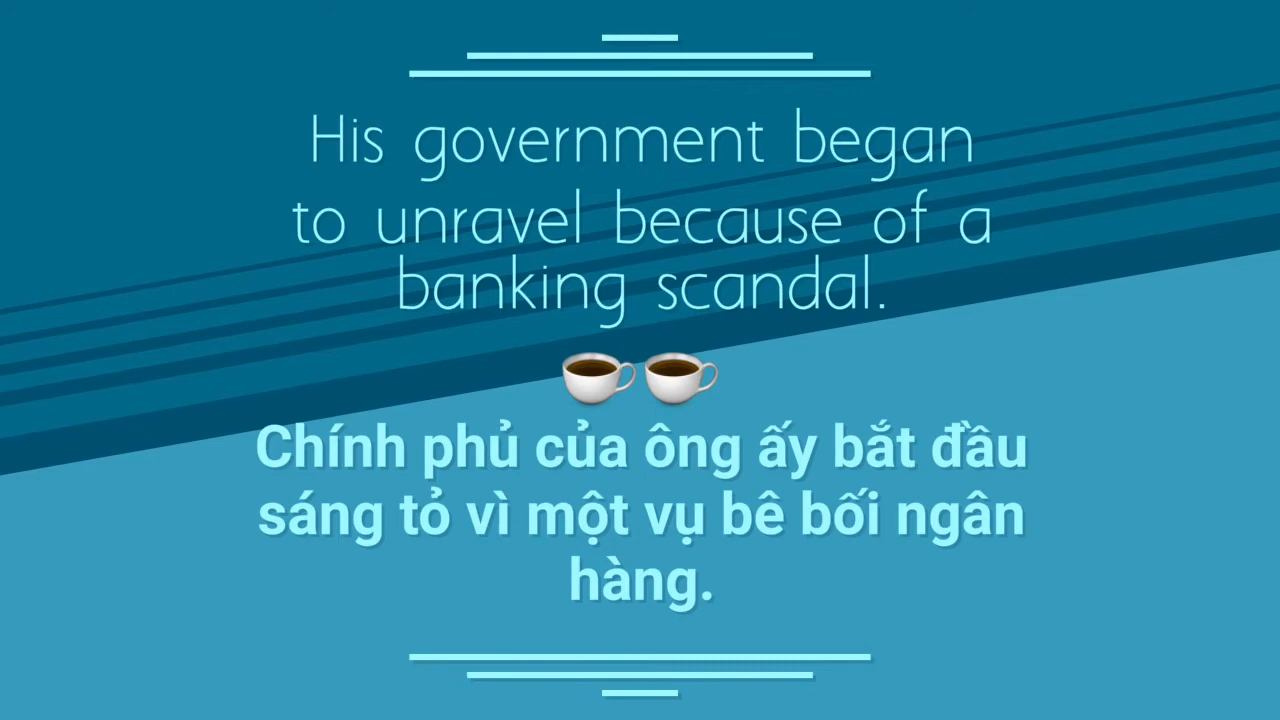 His government began
to unravel because of a
banking scandal.
Chính phủ của ông ấy bắt đầu
sáng tỏ vì một vụ bê bối ngân
hàng.